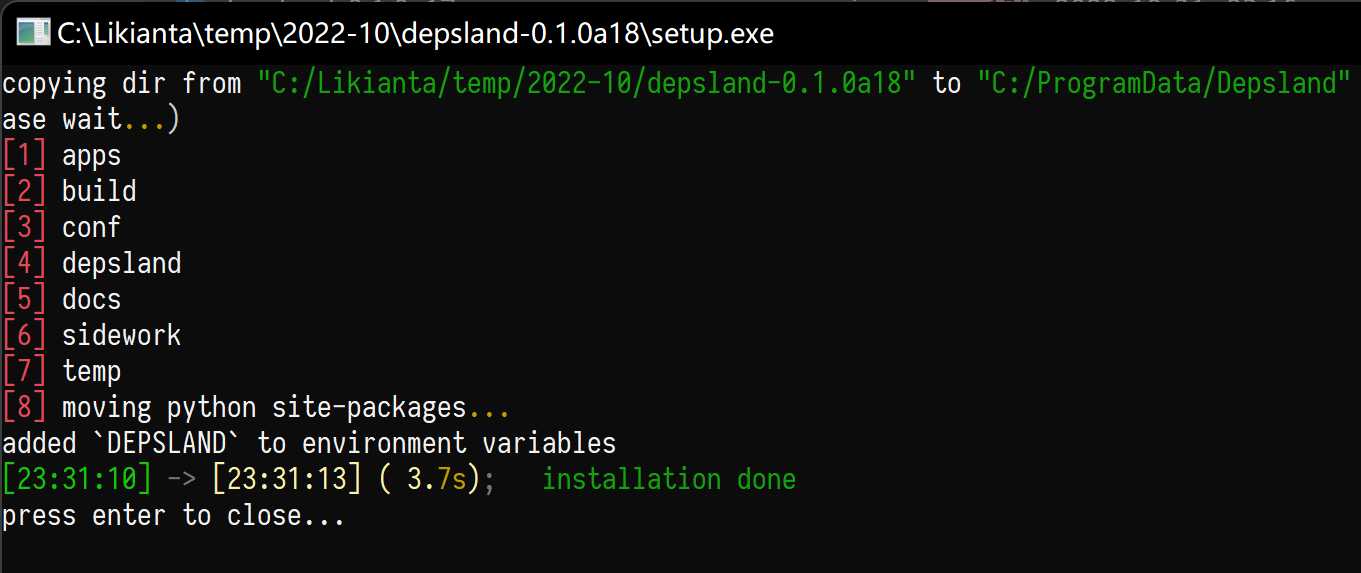 C:\Likianta\temp\2022-10\depsland-0.1.0a18\setup.exe
copying dir from "C:/Likianta/temp/2022-10/depsland-0.1.0a18" to "C:/ProgramData/Depsland"
ase wait...)
[1] apps
[2] build
[3] conf
[4] depsland
[5] docs
[6] sidework
[7] temp
[8] moving python site-packages...
added `DEPSLAND` to environment variables
[23:31:10] -> [23:31:13] ( 3.7s);   installation done
press enter to close...